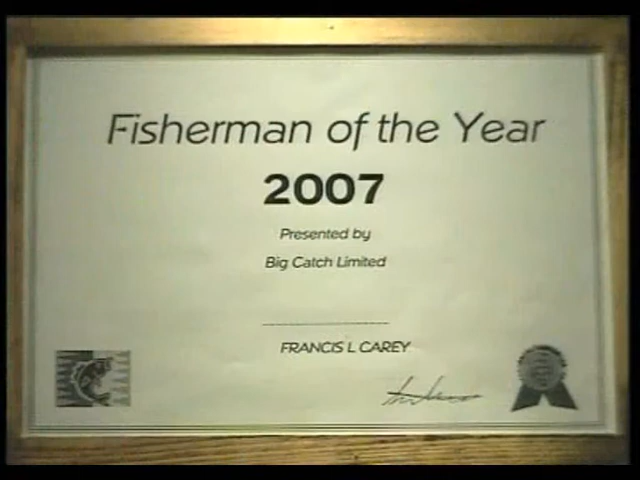 Fisherman of the Year
2007
Presented by
Big Catch Limited
FRANCIS L CAREY